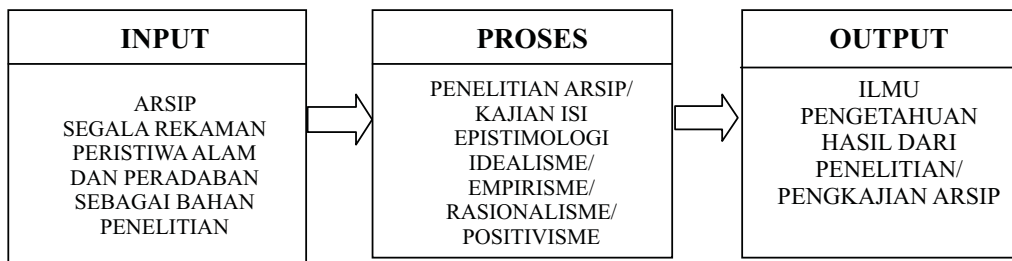 INPUT
ARSIP
SEGALA REKAMAN
PERISTIWA ALAM
DAN PERADABAN
SEBAGAI BAHAN
PENELITIAN
PROSES
PENELITIAN ARSIP/
KAJIAN ISI
EPISTIMOLOGI
IDEALISME/
EMPIRISME/
RASIONALISME/
POSITIVISME
OUTPUT
ILMU
PENGETAHUAN
HASIL DARI
PENELITIAN/
PENGKAJIAN ARSIP